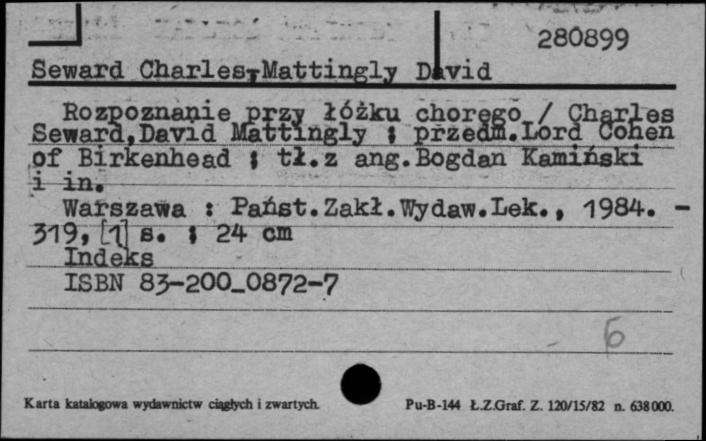 280899
Seward Charles,Mattingly David
Rozpoznanie przy łóżku chorego / Charles
Seward,David Mattingly ; przedm.Lord Cohen
of Birkenhead ; tł.z ang.Bogdan Kamiński
i in.
Warszawa : Państ.Zakł.Wydaw.Lek., 1984. -
319, [1] s. ; 24 cm
Indeks
ISBN 83-200_0872-7
6
Karta katalogowa wydawnictw ciągłych i zwartych. Pu-B-144 Ł.Z.Graf. Z. 120/15/82 n. 638000.